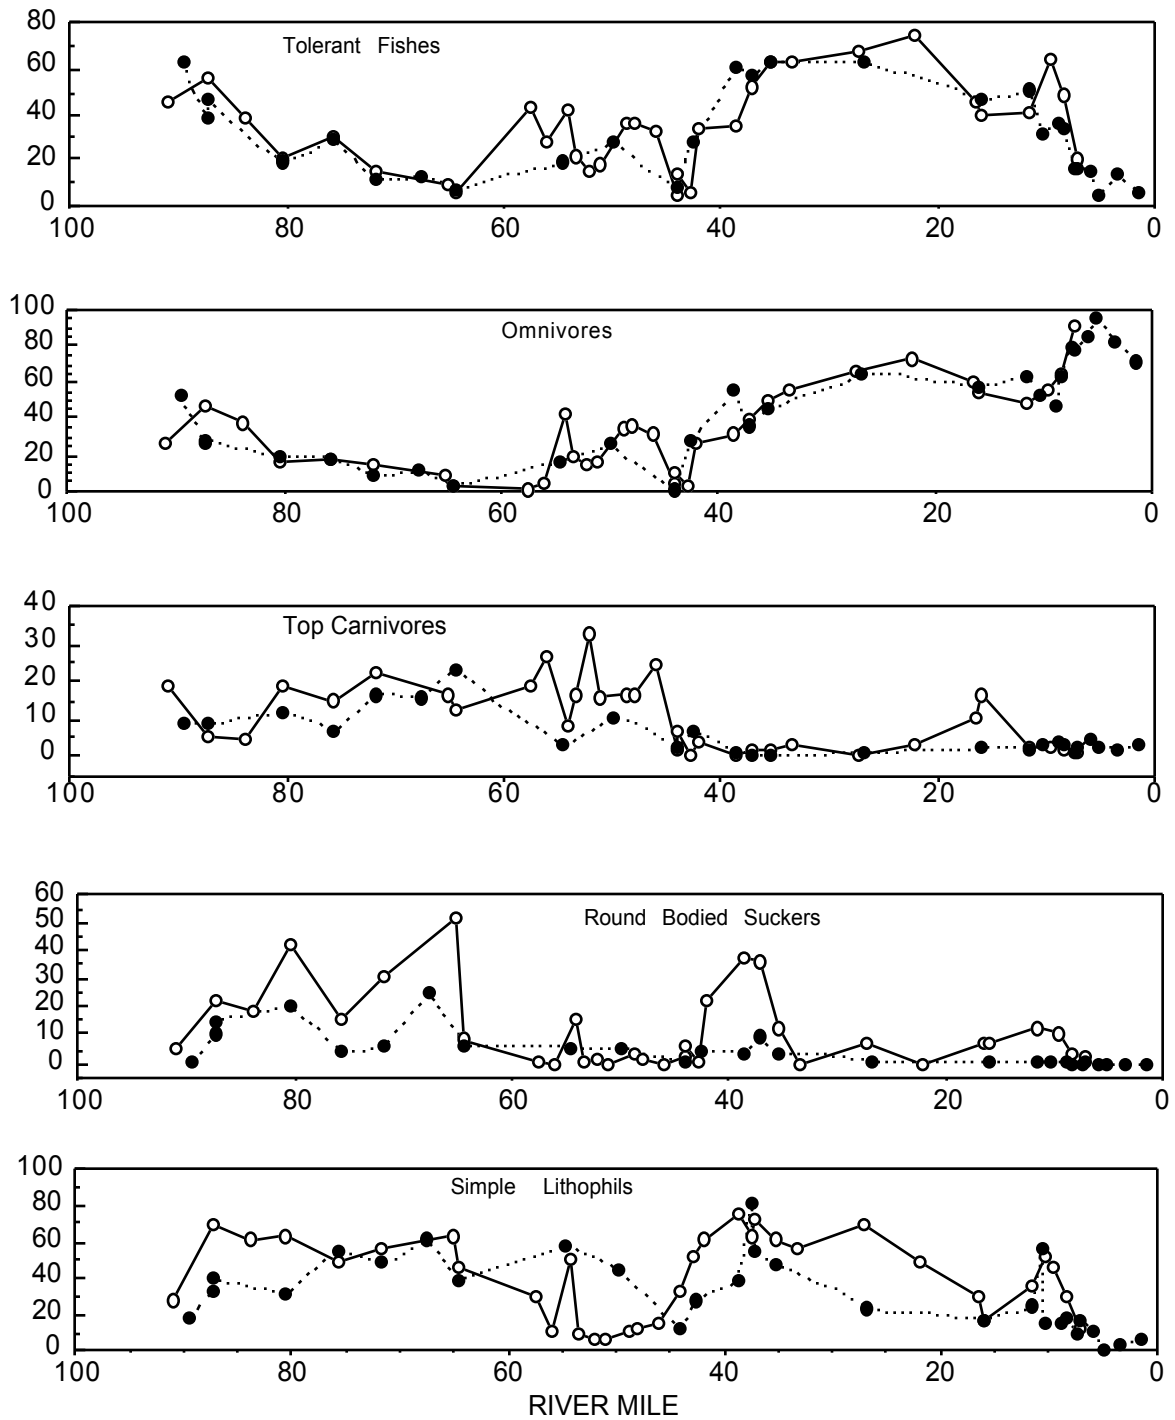 80
Tolerant Fishes
60
40
20
0
100 80 60 40 20 0
100
Omnivores
80
60
40
20
0
100 80 60 40 20 0
40
Top Carnivores
30
20
10
0
100 80 60 40 20 0
60
Round Bodied Suckers
50
40
30
20
10
0
100 80 60 40 20 0
100
Simple Lithophils
80
60
40
20
0
100 80 60 40 20 0
RIVER MILE